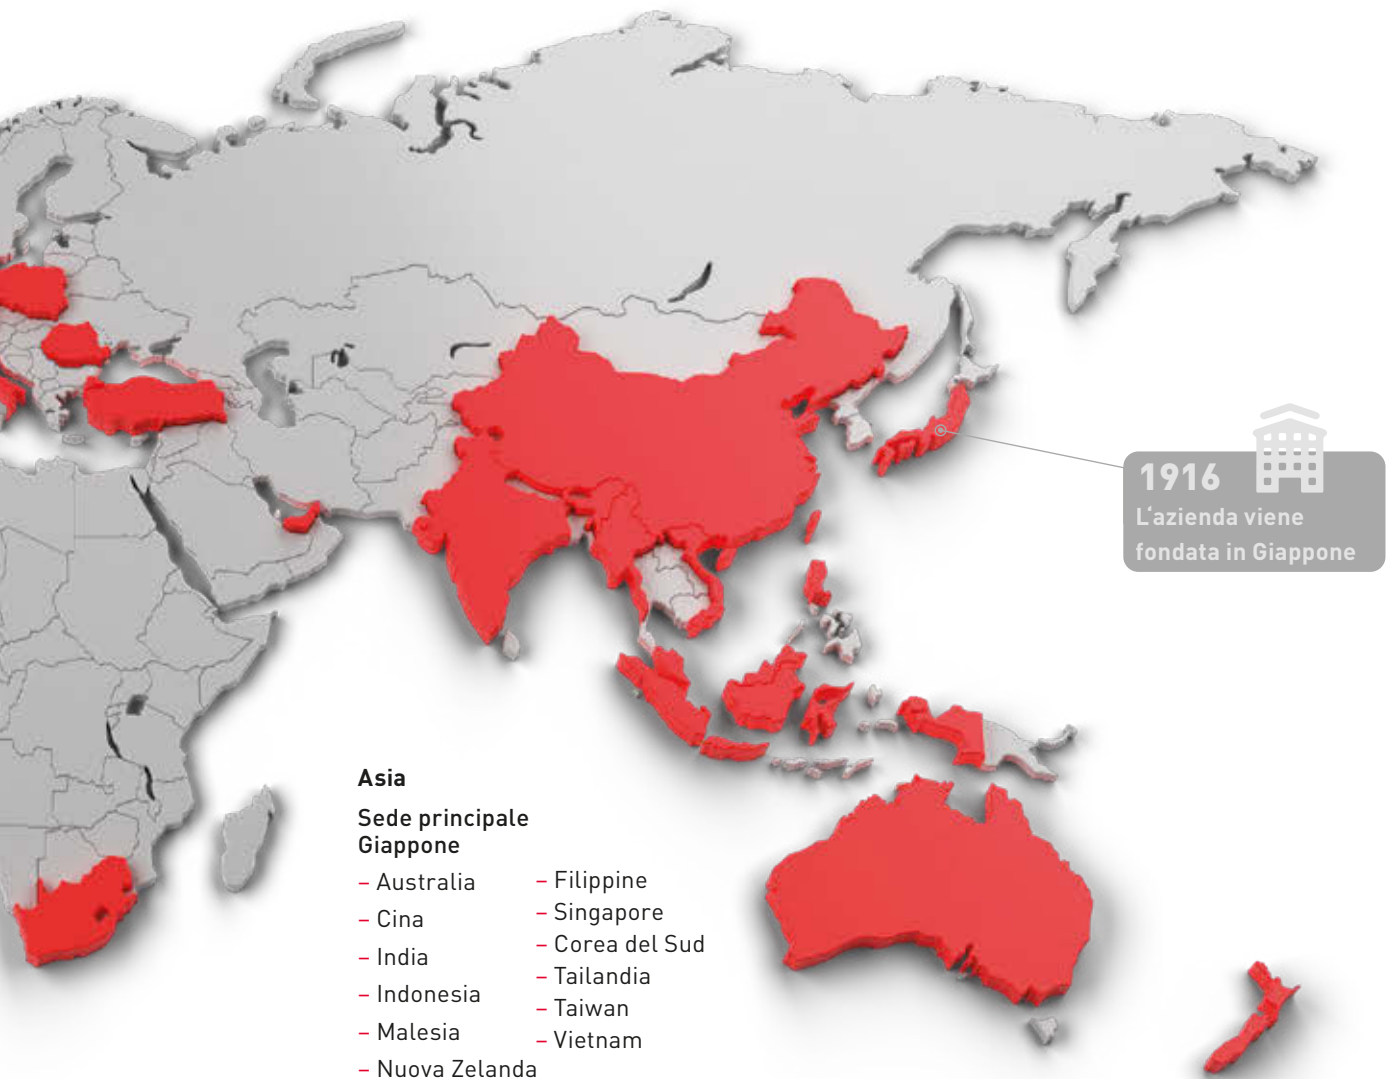 1916
L‘azienda viene
fondata in Giappone
Asia
Sede principale
Giappone
– Australia
– Cina
– India
– Indonesia
– Malesia
– Nuova Zelanda
– Filippine
– Singapore
– Corea del Sud
– Tailandia
– Taiwan
– Vietnam